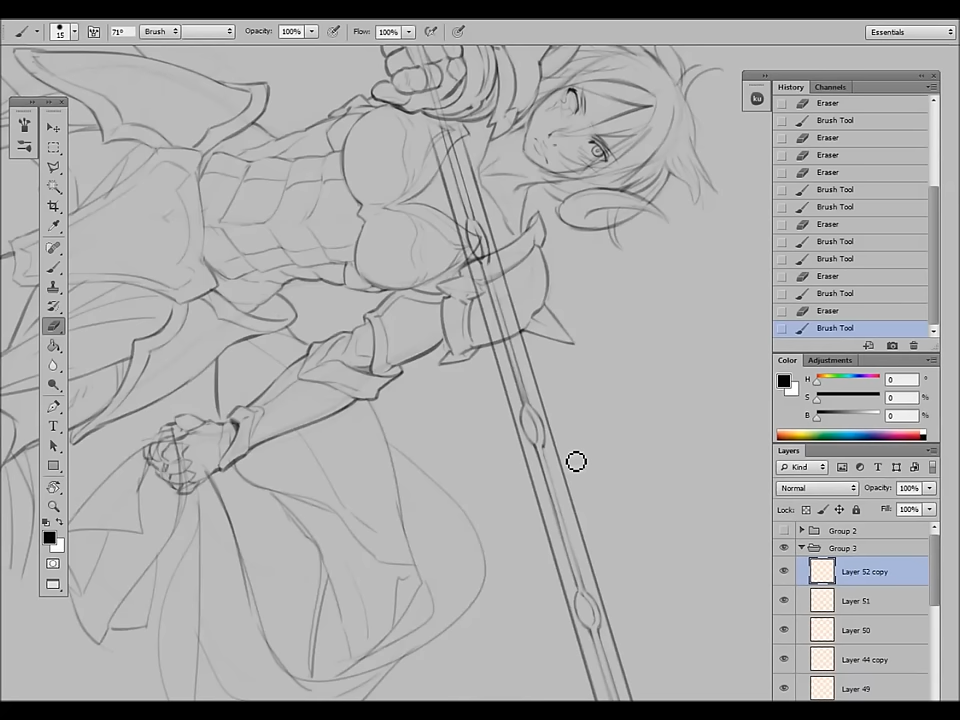 15 71° Brush Opacity: 100% Flow: 100% Essentials
ku
History Channels
Eraser
Brush Tool
Eraser
Eraser
Eraser
Brush Tool
Brush Tool
Eraser
Brush Tool
Brush Tool
Eraser
Brush Tool
Eraser
Brush Tool
Color Adjustments
H 0 °
S 0 %
B 0 %
Layers
Kind T
Normal Opacity: 100%
Lock: Fill: 100%
Group 2
Group 3
Layer 52 copy
Layer 51
Layer 50
Layer 44 copy
Layer 49
T